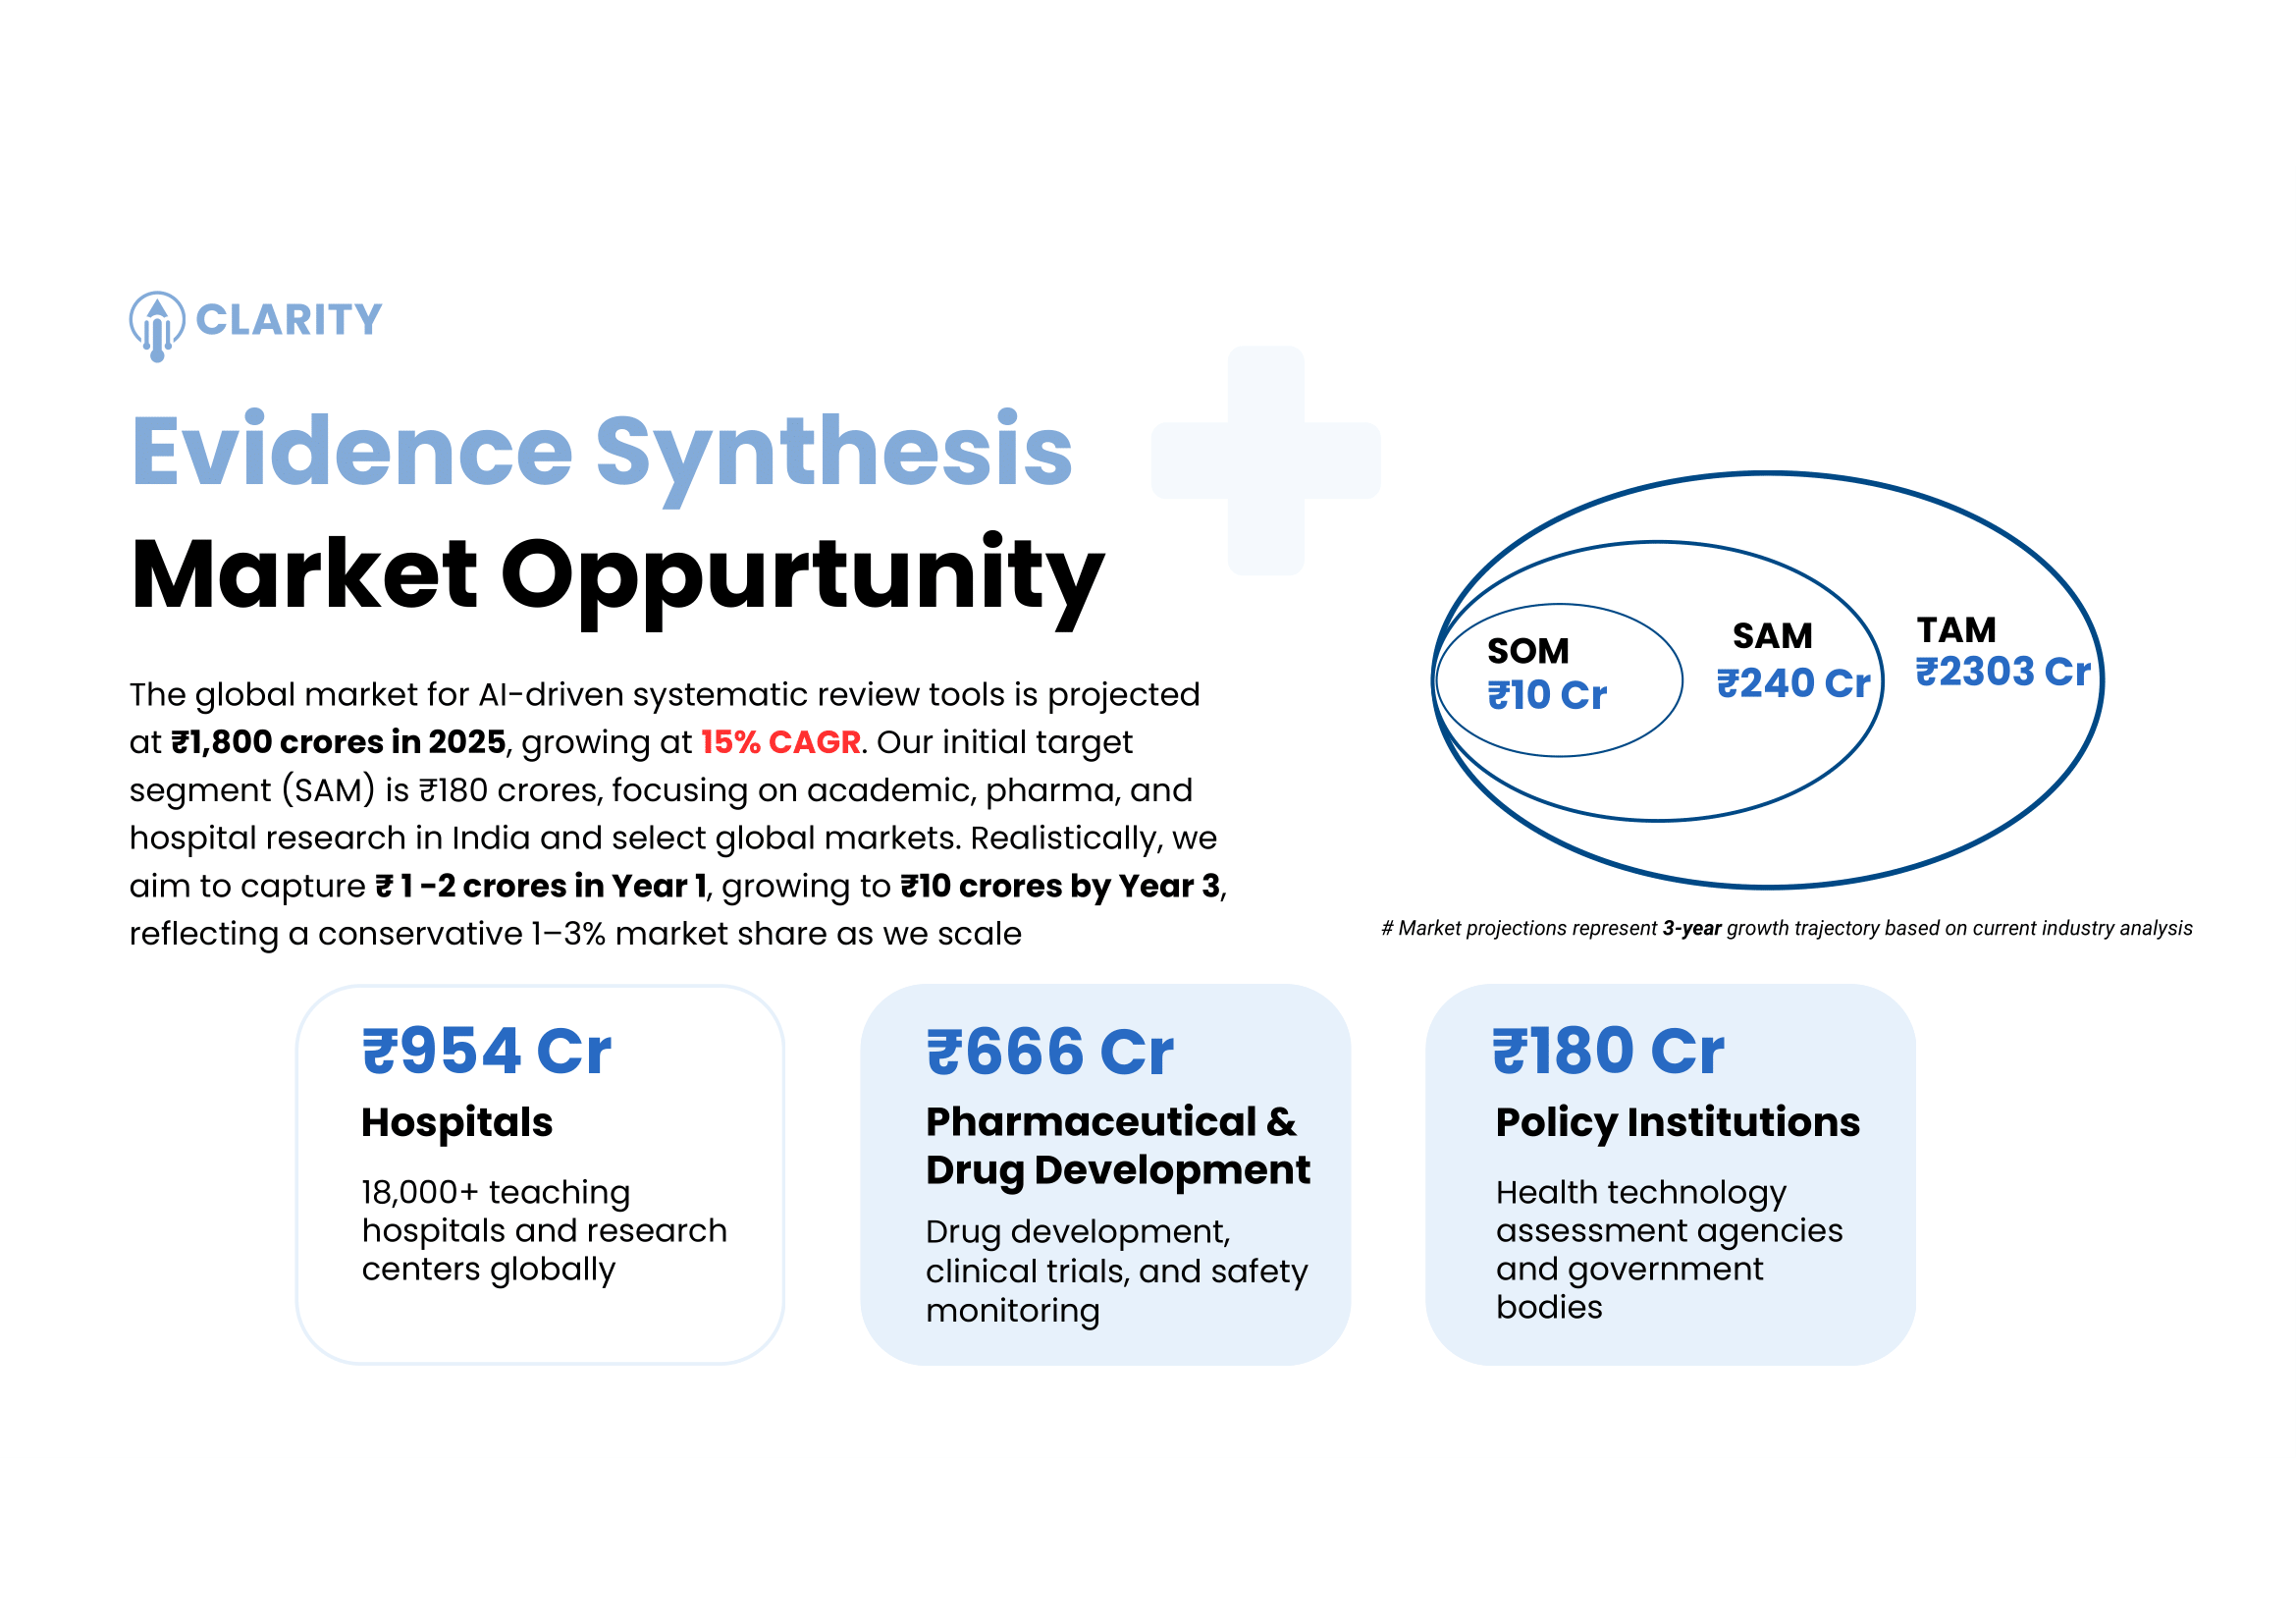 CLARITY
Evidence Synthesis
Market Oppurtunity
The global market for AI-driven systematic review tools is projected
at ₹1,800 crores in 2025, growing at 15% CAGR. Our initial target
segment (SAM) is ₹180 crores, focusing on academic, pharma, and
hospital research in India and select global markets. Realistically, we
aim to capture ₹ 1 -2 crores in Year 1, growing to ₹10 crores by Year 3,
reflecting a conservative 1–3% market share as we scale
SOM
₹10 Cr
SAM
₹240 Cr
TAM
₹2303 Cr
# Market projections represent 3-year growth trajectory based on current industry analysis
₹954 Cr
Hospitals
18,000+ teaching
hospitals and research
centers globally
₹666 Cr
Pharmaceutical &
Drug Development
Drug development,
clinical trials, and safety
monitoring
₹180 Cr
Policy Institutions
Health technology
assessment agencies
and government
bodies